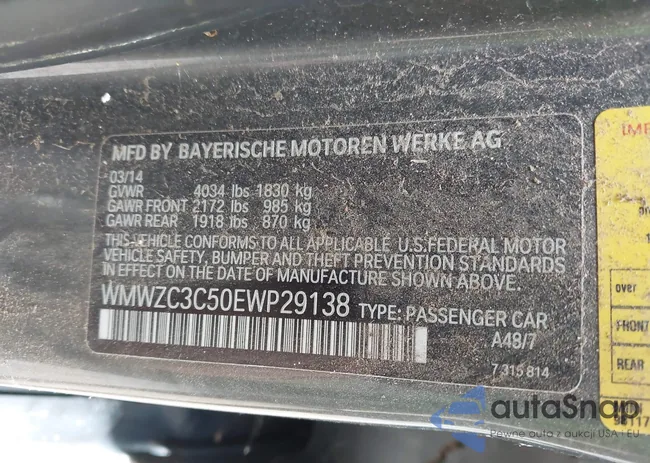 MFD BY BAYERISCHE MOTOREN WERKE AG
03/14
GVWR 4034 lbs 1830 kg
GAWR FRONT 2172 lbs 985 kg
GAWR REAR 1918 lbs 870 kg
THIS VEHICLE CONFORMS TO ALL APPLICABLE U.S.FEDERAL MOTOR
VEHICLE SAFETY, BUMPER AND THEFT PREVENTION STANDARDS
IN EFFECT ON THE DATE OF MANUFACTURE SHOWN ABOVE.
WMWZC3C50EWP29138 TYPE: PASSENGER CAR
A48/7
7 315 814
over
FRONT
REAR
autaSnap
Pewne auta z aukcji USA i EU